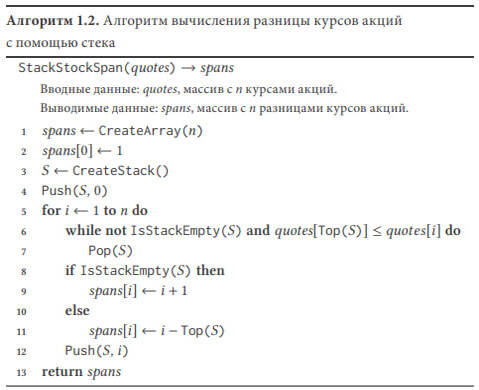 Алгоритм 1.2. Алгоритм вычисления разницы курсов акций
с помощью стека
StackStockSpan(quotes) → spans
Вводные данные: quotes, массив с n курсами акций.
Выводимые данные: spans, массив с n разницами курсов акций.
1 spans ← CreateArray(n)
2 spans[0] ← 1
3 S ← CreateStack()
4 Push(S, 0)
5 for i ← 1 to n do
6 while not IsStackEmpty(S) and quotes[Top(S)] ≤ quotes[i] do
7 Pop(S)
8 if IsStackEmpty(S) then
9 spans[i] ← i + 1
10 else
11 spans[i] ← i − Top(S)
12 Push(S, i)
13 return spans